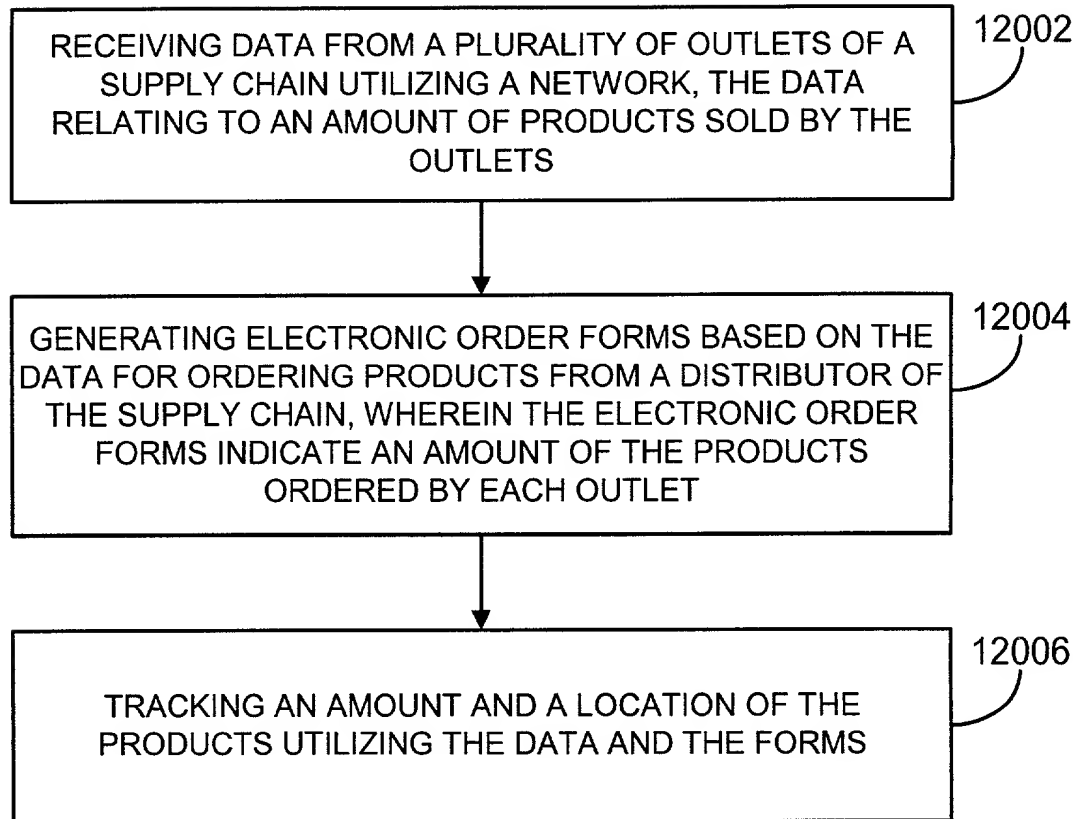 RECEIVING DATA FROM A PLURALITY OF OUTLETS OF A
SUPPLY CHAIN UTILIZING A NETWORK, THE DATA
RELATING TO AN AMOUNT OF PRODUCTS SOLD BY THE
OUTLETS
12002
GENERATING ELECTRONIC ORDER FORMS BASED ON THE
DATA FOR ORDERING PRODUCTS FROM A DISTRIBUTOR OF
THE SUPPLY CHAIN, WHEREIN THE ELECTRONIC ORDER
FORMS INDICATE AN AMOUNT OF THE PRODUCTS
ORDERED BY EACH OUTLET
12004
TRACKING AN AMOUNT AND A LOCATION OF THE
PRODUCTS UTILIZING THE DATA AND THE FORMS
12006